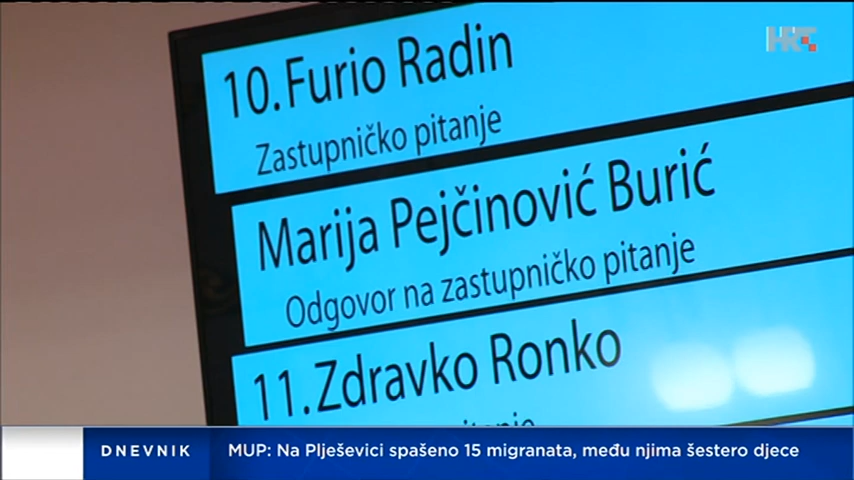 HRT
10. Furio Radin
Zastupničko pitanje
Marija Pejčinović Burić
Odgovor na zastupničko pitanje
11. Zdravko Ronko
pitanje
DNEVNIK
MUP: Na Plješevici spašeno 15 migranata, među njima šestero djece